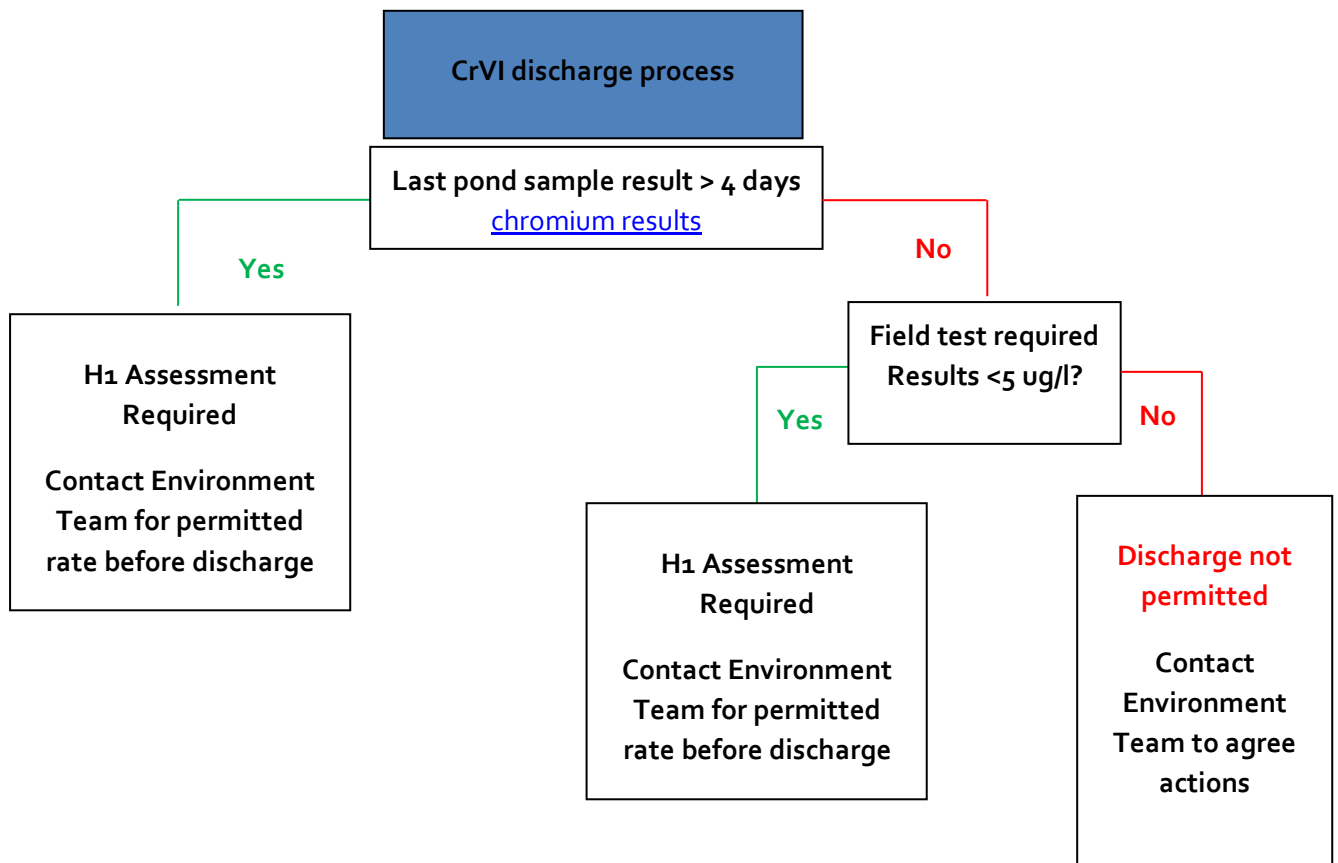 CrVI discharge process
Last pond sample result > 4 days
chromium results
Yes
No
H1 Assessment
Required
Contact Environment
Team for permitted
rate before discharge
Field test required
Results <5 ug/l?
Yes
No
H1 Assessment
Required
Contact Environment
Team for permitted
rate before discharge
Discharge not
permitted
Contact
Environment
Team to agree
actions